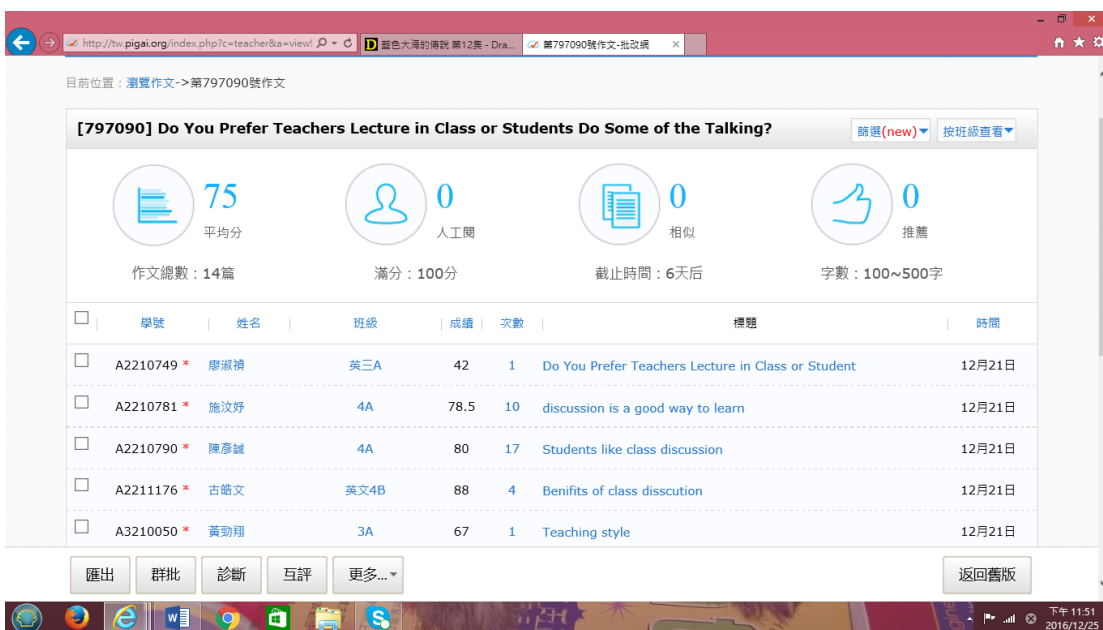 http://tw.pigai.org/index.php?c=teacher&a=view!
藍色大海的傳說 第12集 - Dra...
第797090號作文-批改網
目前位置：瀏覽作文->第797090號作文
[797090] Do You Prefer Teachers Lecture in Class or Students Do Some of the Talking?
篩選(new) 按班級查看
75 平均分 0 人工閱 0 相似 0 推薦
作文總數：14篇 滿分：100分 截止時間：6天后 字數：100~500字
學號 姓名 班級 成績 次數 標題 時間
A2210749 * 廖淑禎 英三A 42 1 Do You Prefer Teachers Lecture in Class or Student 12月21日
A2210781 * 施汶妤 4A 78.5 10 discussion is a good way to learn 12月21日
A2210790 * 陳彥誠 4A 80 17 Students like class discussion 12月21日
A2211176 * 古皓文 英文4B 88 4 Benifits of class disscution 12月21日
A3210050 * 黃勁翔 3A 67 1 Teaching style 12月21日
匯出 群批 診斷 互評 更多... 返回舊版
下午 11:51
2016/12/25